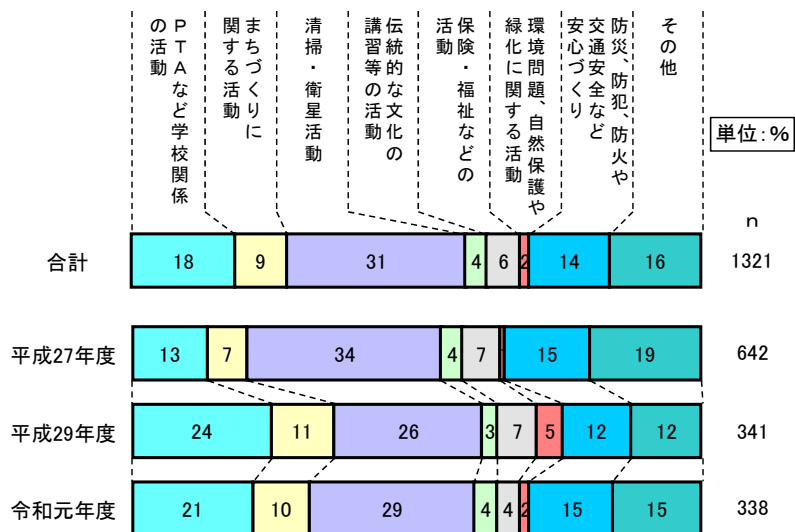 ＰＴＡなど学校関係
の活動
まちづくりに
関する活動
清掃・衛星活動
伝統的な文化の
講習等の活動
保険・福祉などの
活動
環境問題、自然保護や
緑化に関する活動
防災、防犯、防火や
交通安全など
安心づくり
その他
単位:%
n
合計 18 9 31 4 6 2 14 16 1321
平成27年度 13 7 34 4 7 15 19 642
平成29年度 24 11 26 3 7 5 12 12 341
令和元年度 21 10 29 4 4 2 15 15 338